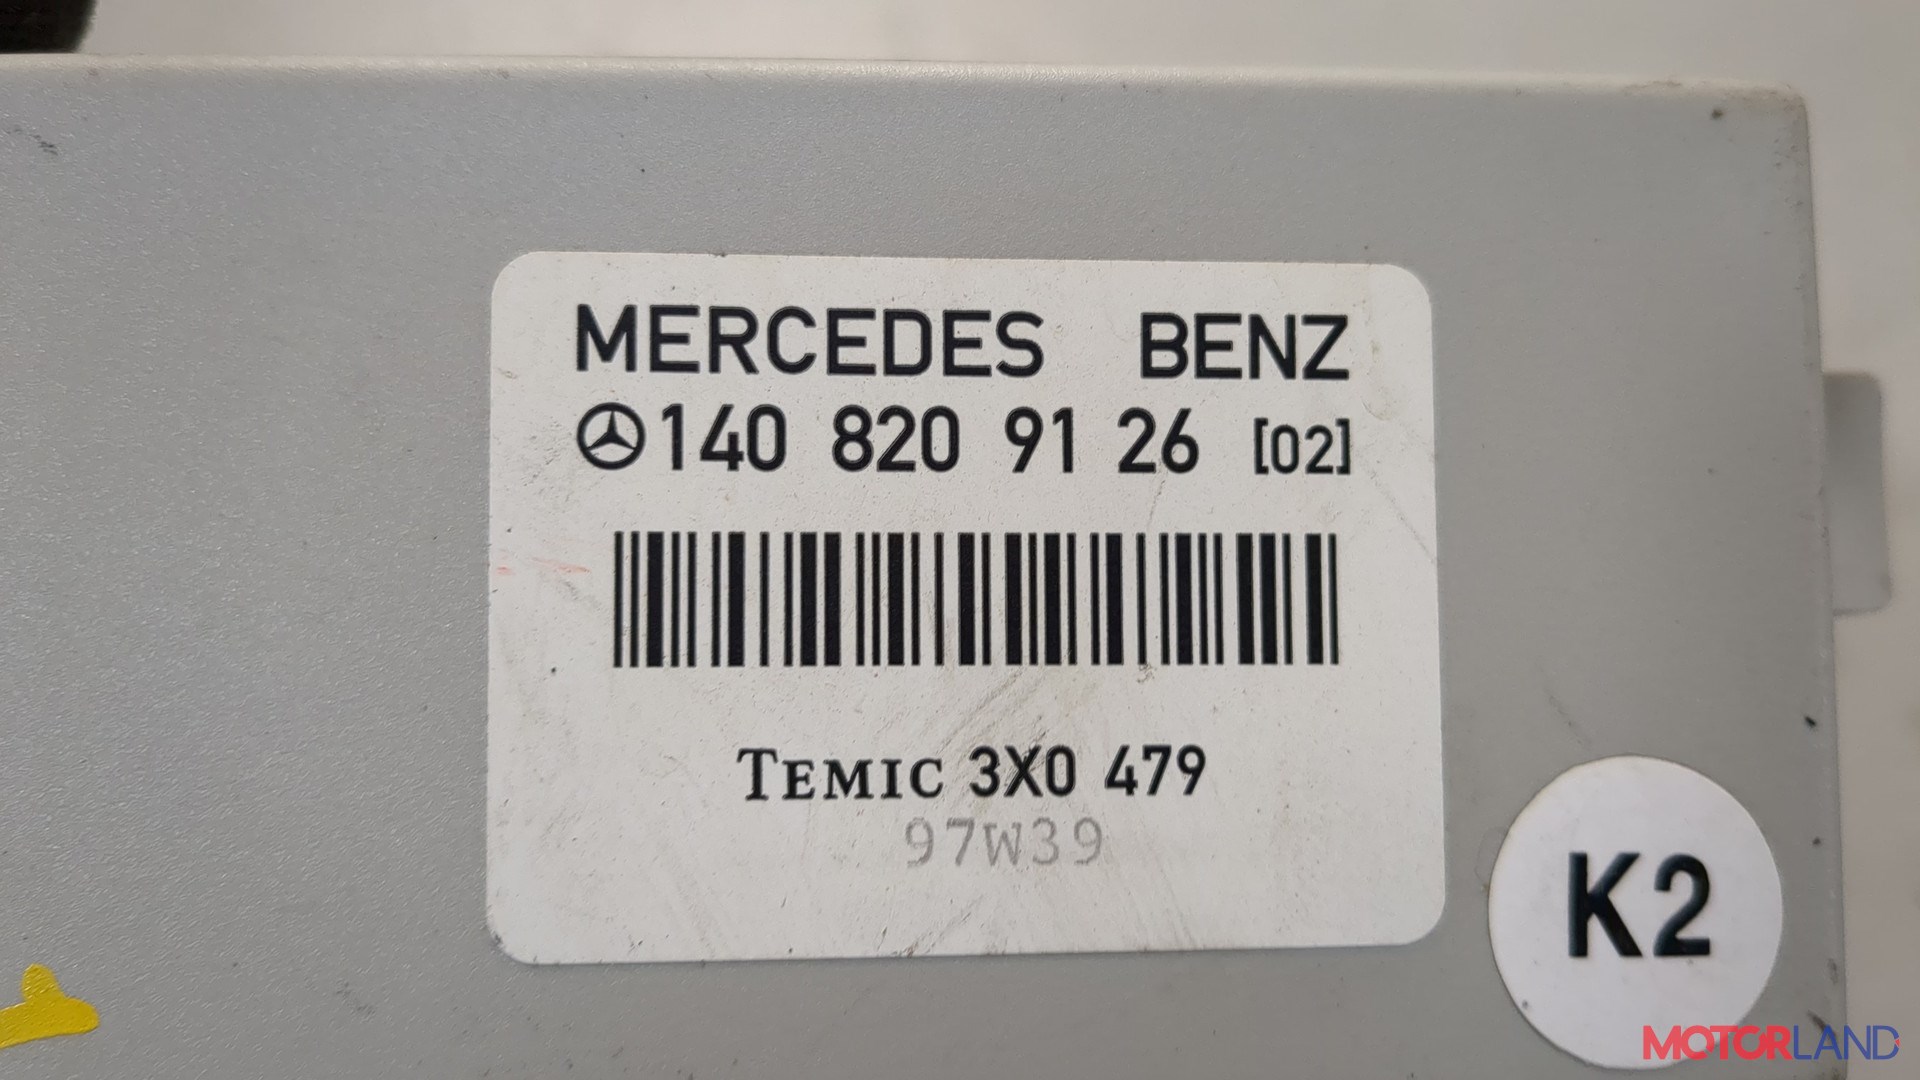 MERCEDES BENZ
140 820 91 26 [02]
TEMIC 3X0 479
97W39
K2
MOTORLAND